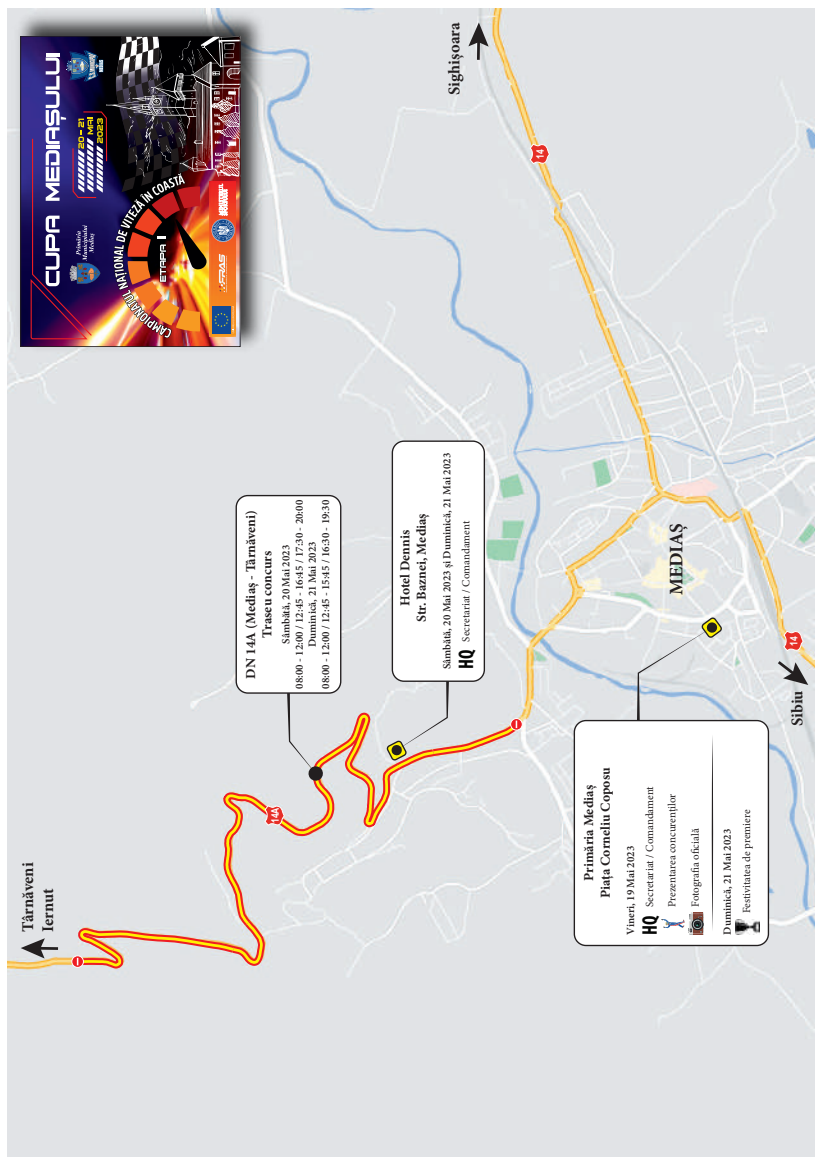 CUPA MEDIAȘULUI
Primăria
Municipiului
Mediaș
20-21
MAI
2023
CAMPIONATUL NAȚIONAL DE VITEZĂ ÎN COASTĂ
ETAPA I
FRAS
Sighișoara
14
DN 14A (Mediaș - Târnăveni)
Traseu concurs
Sâmbătă, 20 Mai 2023
08:00 - 12:00 / 12:45 - 16:45 / 17:30 - 20:00
Duminică, 21 Mai 2023
08:00 - 12:00 / 12:45 - 15:45 / 16:30 - 19:30
Hotel Dennis
Str. Baznei, Mediaș
Sâmbătă, 20 Mai 2023 și Duminică, 21 Mai 2023
HQ Secretariat / Comandament
MEDIAȘ
14A
14
Sibiu
Târnăveni
Iernut
Primăria Mediaș
Piața Corneliu Coposu
Vineri, 19 Mai 2023
HQ Secretariat / Comandament
Prezentarea concurenților
Fotografia oficială
Duminică, 21 Mai 2023
Festivitatea de premiere